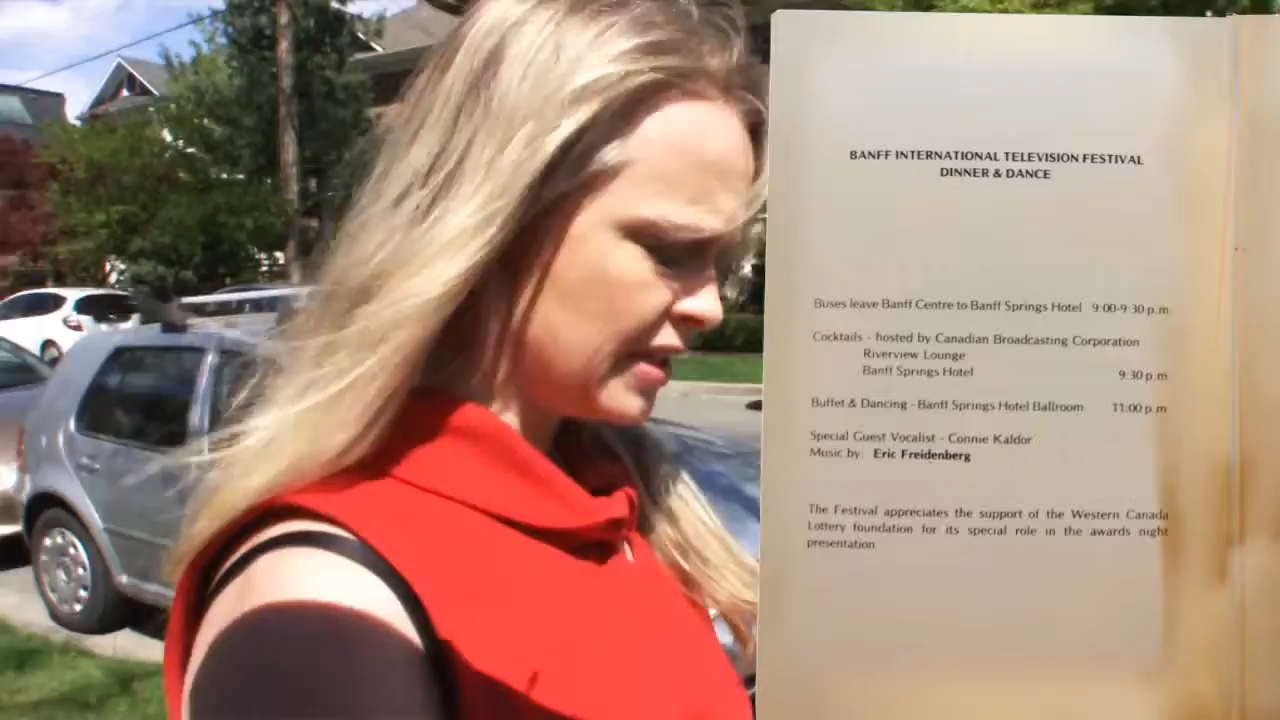 BANFF INTERNATIONAL TELEVISION FESTIVAL
DINNER & DANCE
Buses leave Banff Centre to Banff Springs Hotel 9:00-9:30 p.m
Cocktails - hosted by Canadian Broadcasting Corporation
Riverview Lounge
Banff Springs Hotel 9:30 p.m
Buffet & Dancing - Banff Springs Hotel Ballroom 11:00 p.m
Special Guest Vocalist - Connie Kaldor
Music by: Eric Freidenberg
The Festival appreciates the support of the Western Canada
Lottery foundation for its special role in the awards night
presentation